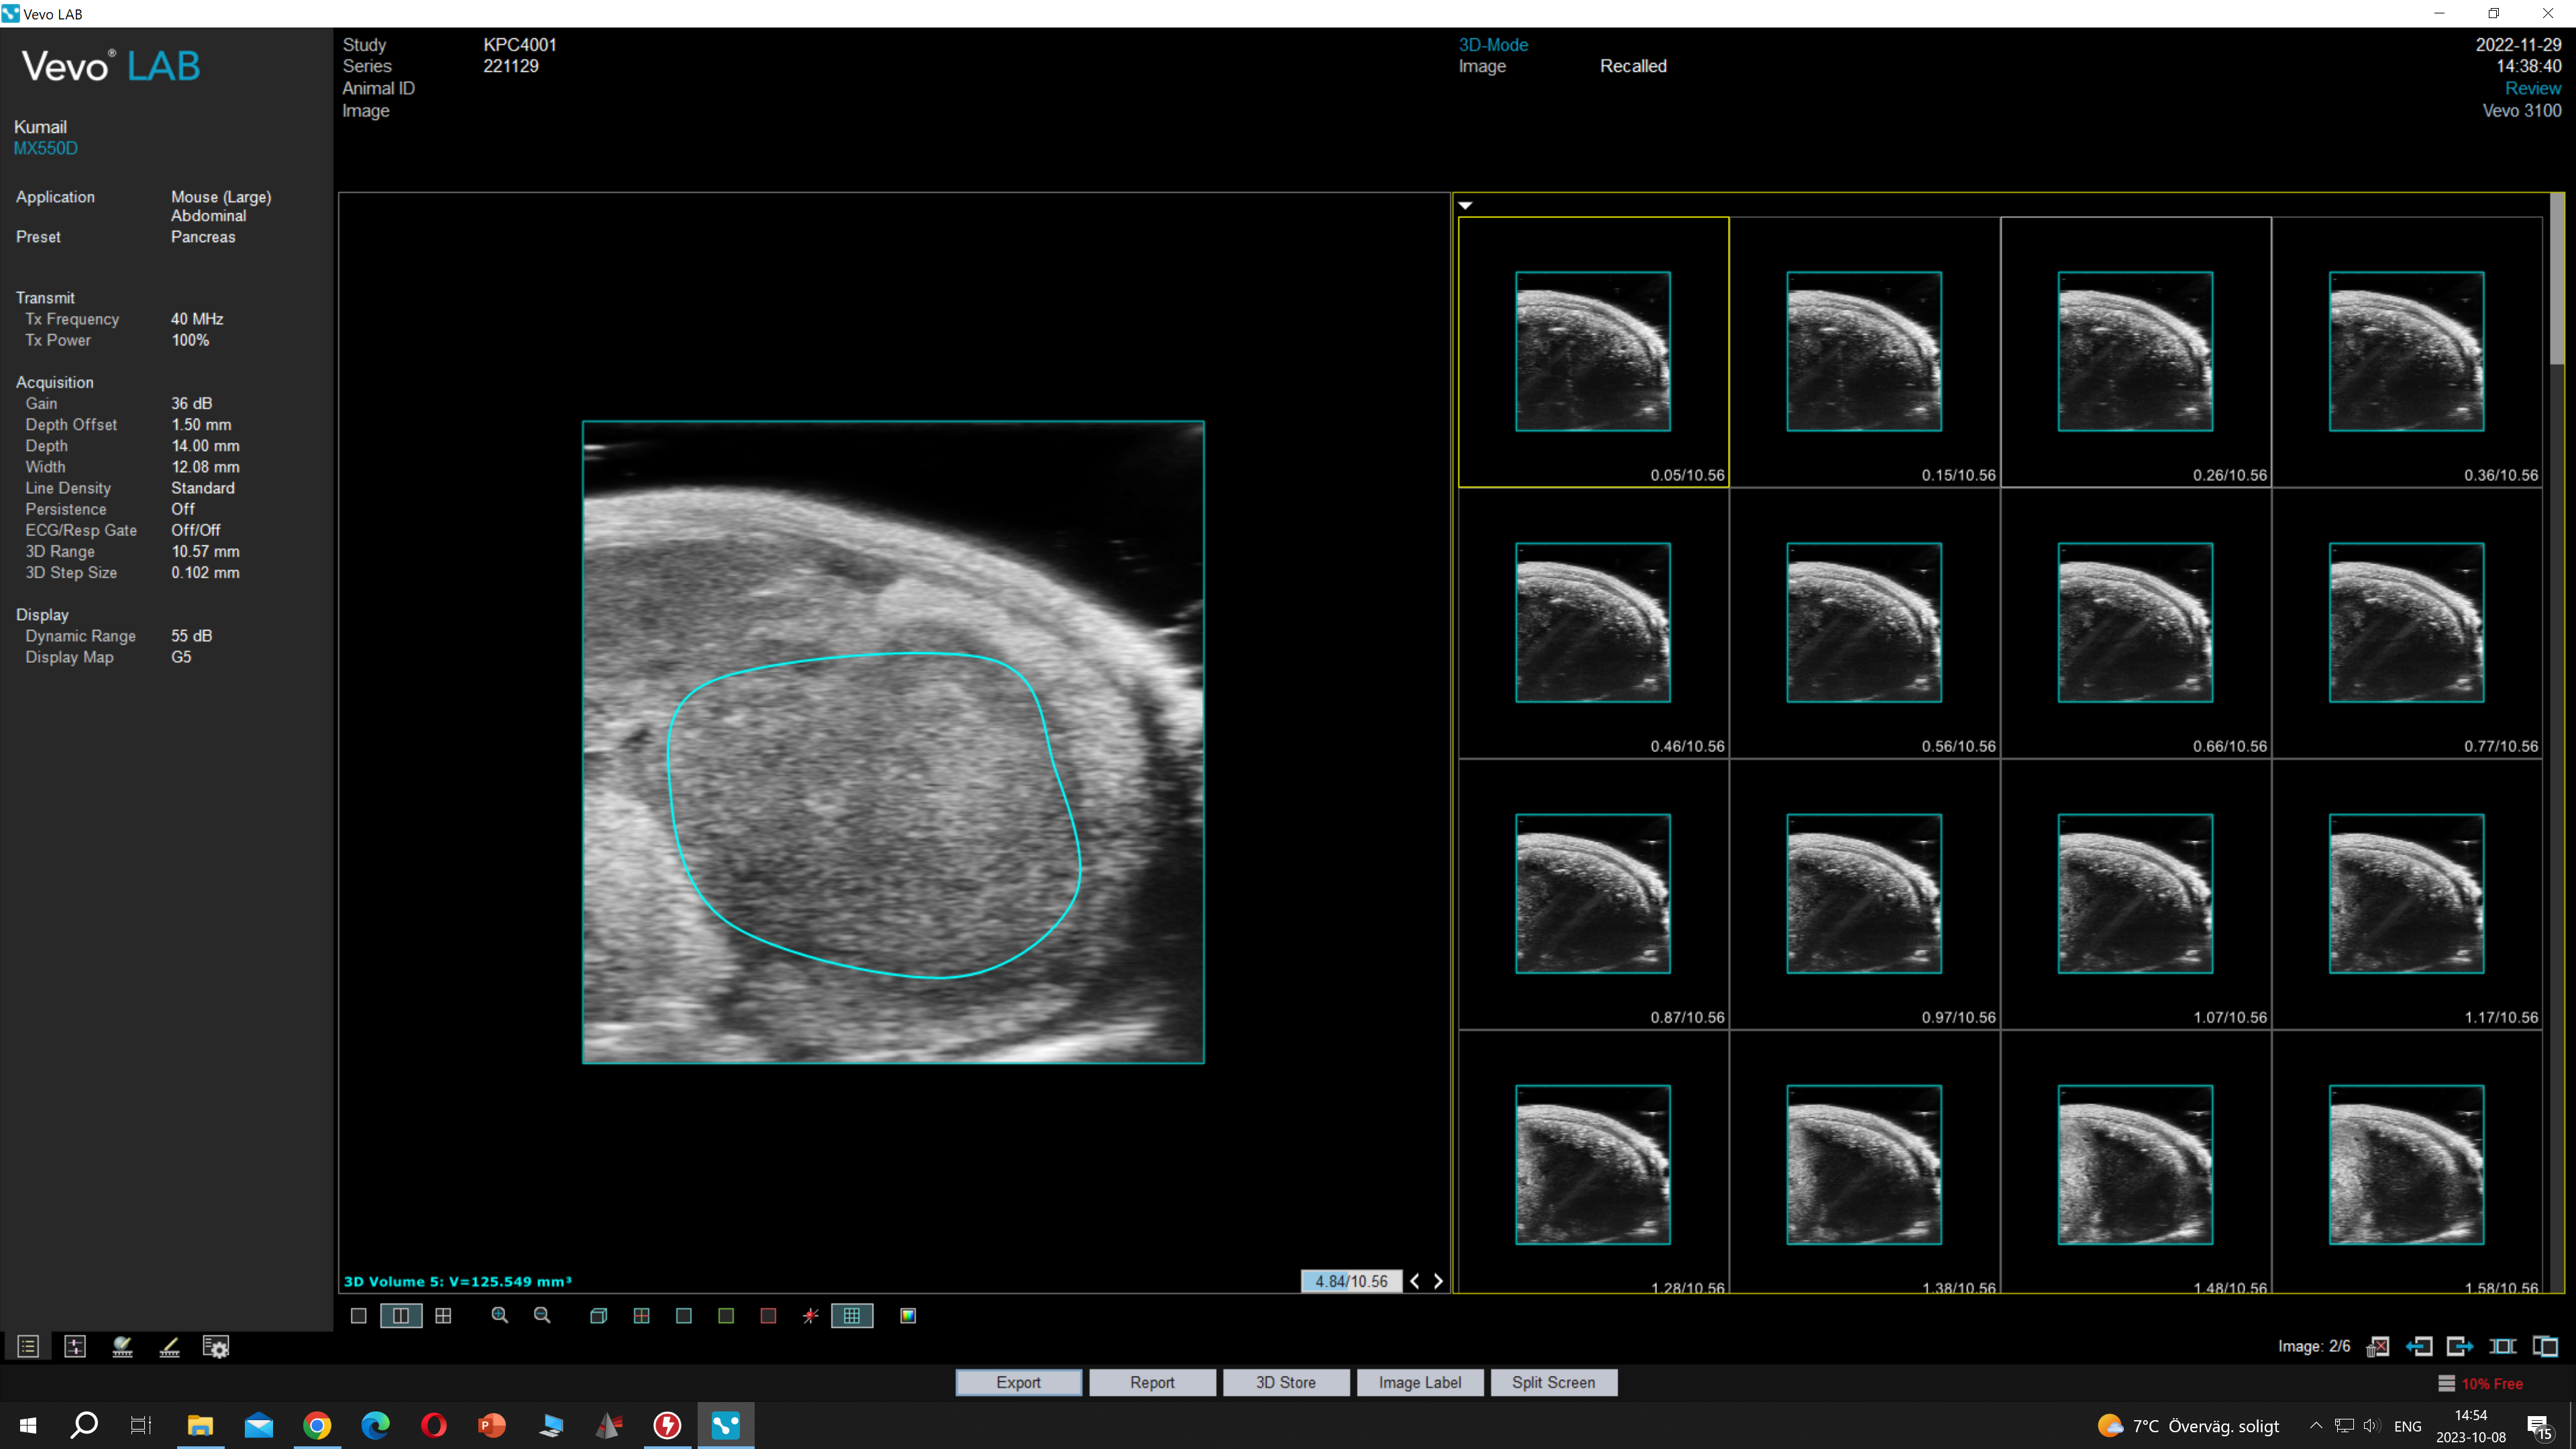 Vevo LAB
Vevo® LAB
Kumail
MX550D
Application Mouse (Large)
Abdominal
Preset Pancreas
Transmit
Tx Frequency 40 MHz
Tx Power 100%
Acquisition
Gain 36 dB
Depth Offset 1.50 mm
Depth 14.00 mm
Width 12.08 mm
Line Density Standard
Persistence Off
ECG/Resp Gate Off/Off
3D Range 10.57 mm
3D Step Size 0.102 mm
Display
Dynamic Range 55 dB
Display Map G5
Study KPC4001
Series 221129
Animal ID
Image
3D-Mode
Image Recalled
2022-11-29
14:38:40
Review
Vevo 3100
3D Volume 5: V=125.549 mm³
4.84/10.56
0.05/10.56 0.15/10.56 0.26/10.56 0.36/10.56
0.46/10.56 0.56/10.56 0.66/10.56 0.77/10.56
0.87/10.56 0.97/10.56 1.07/10.56 1.17/10.56
1.28/10.56 1.38/10.56 1.48/10.56 1.58/10.56
Image: 2/6
Export Report 3D Store Image Label Split Screen
10% Free
7°C Överväg. soligt
ENG
14:54
2023-10-08
15